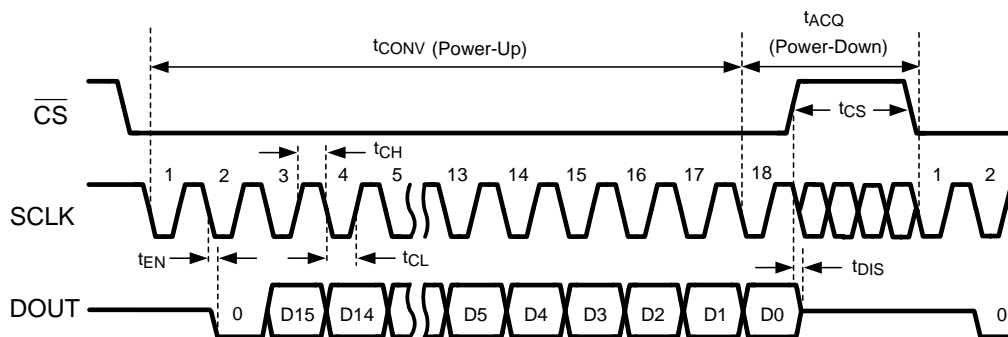 tACQ
tCONV (Power-Up) (Power-Down)
CS tCS
tCH
1 2 3 4 5 13 14 15 16 17 18 1 2
SCLK
tEN tCL tDIS
DOUT 0 D15 D14 D5 D4 D3 D2 D1 D0 0